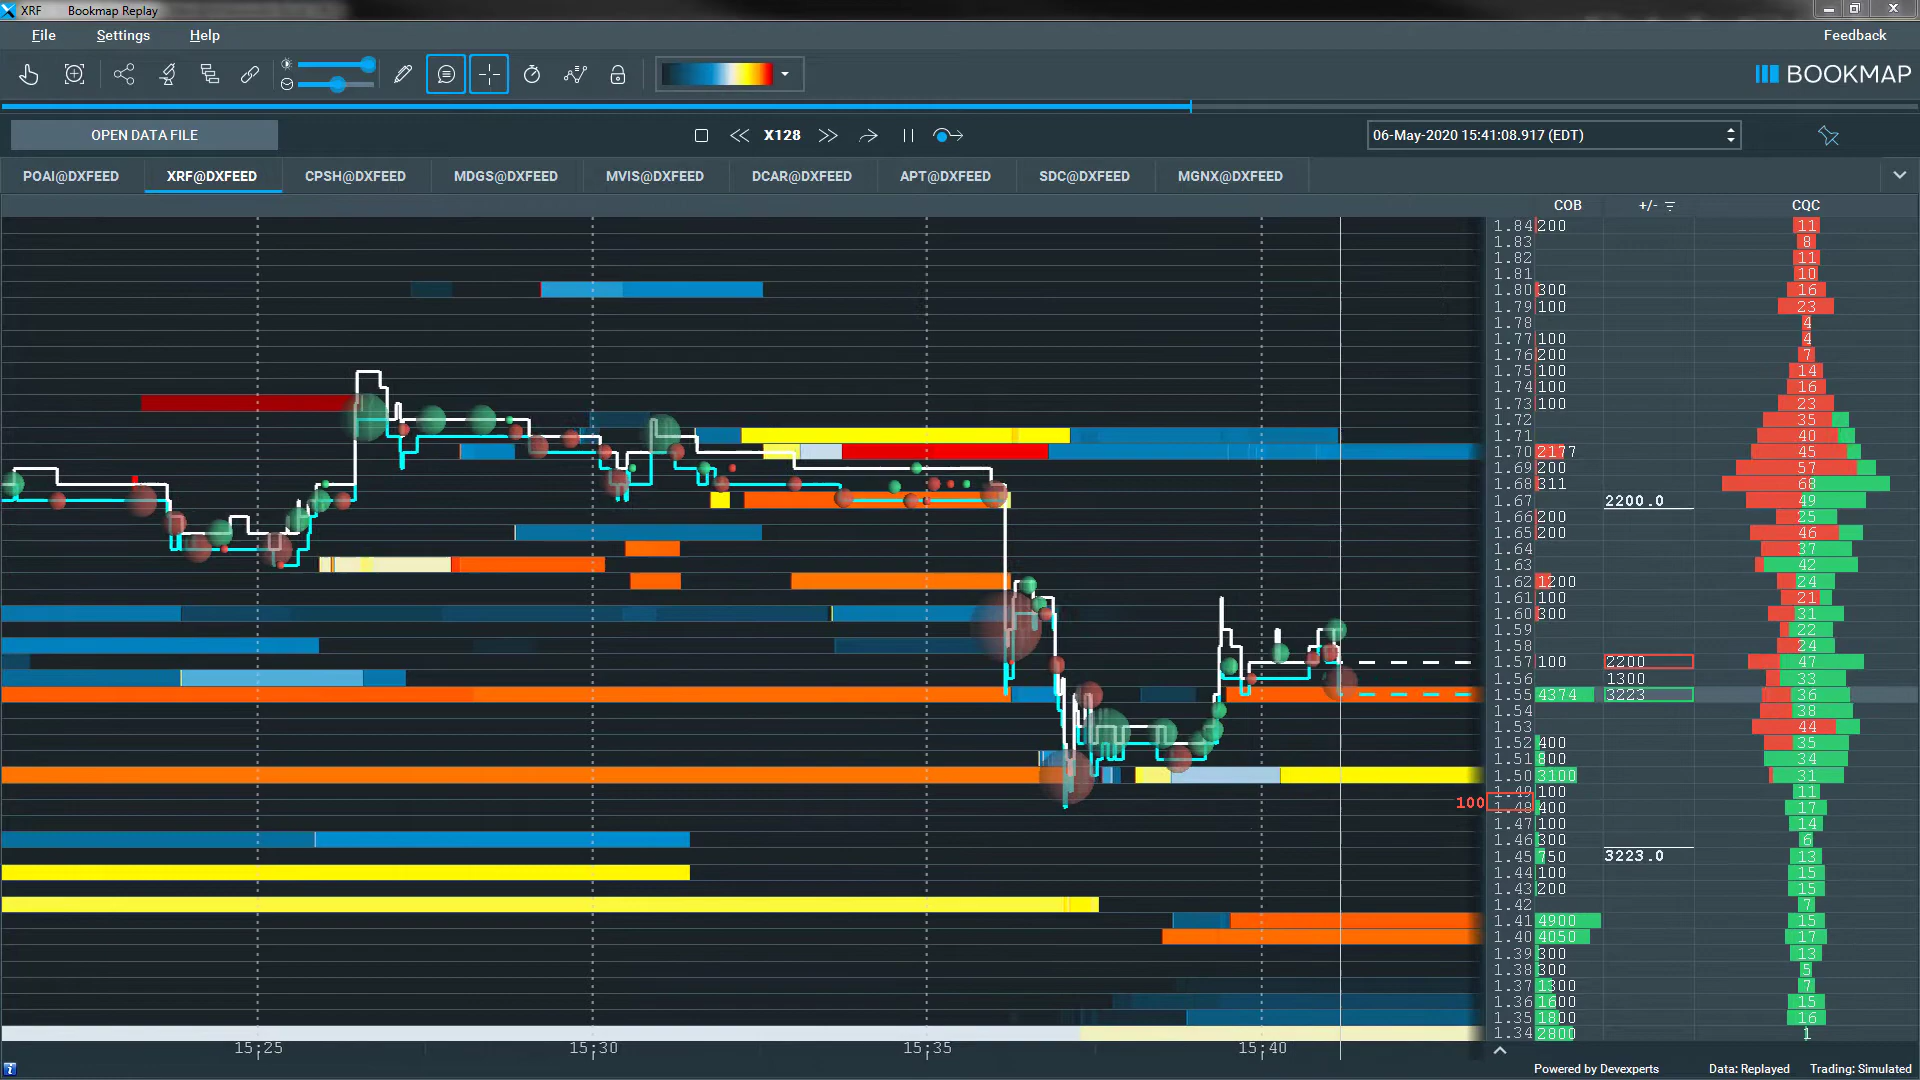 XRF Bookmap Replay
File Settings Help Feedback
BOOKMAP
OPEN DATA FILE X128 06-May-2020 15:41:08.917 (EDT)
POAI@DXFEED XRF@DXFEED CPSH@DXFEED MDGS@DXFEED MVIS@DXFEED DCAR@DXFEED APT@DXFEED SDC@DXFEED MGNX@DXFEED
COB +/- CQC
1.84 200 11
1.83 8
1.82 11
1.81 10
1.80 300 16
1.79 100 23
1.78 4
1.77 100 4
1.76 200 7
1.75 100 14
1.74 100 16
1.73 100 23
1.72 35
1.71 40
1.70 2177 45
1.69 200 57
1.68 311 68
1.67 2200.0 49
1.66 200 25
1.65 200 46
1.64 37
1.63 42
1.62 1200 24
1.61 100 21
1.60 300 31
1.59 22
1.58 24
1.57 100 2200 47
1.56 1300 33
1.55 4374 3223 36
1.54 38
1.53 44
1.52 400 35
1.51 800 34
1.50 3100 31
1.49 100 11
100 1.48 400 17
1.47 100 14
1.46 300 6
1.45 750 3223.0 13
1.44 100 15
1.43 200 15
1.42 7
1.41 4900 15
1.40 4050 17
1.39 300 13
1.38 300 5
1.37 1300 7
1.36 1600 15
1.35 1800 16
1.34 2800 1
15:25 15:30 15:35 15:40
Powered by Devexperts Data: Replayed Trading: Simulated